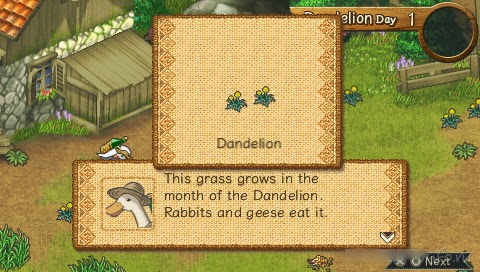 Dandelion Day 1
Dandelion
This grass grows in the
month of the Dandelion.
Rabbits and geese eat it.
× O Next